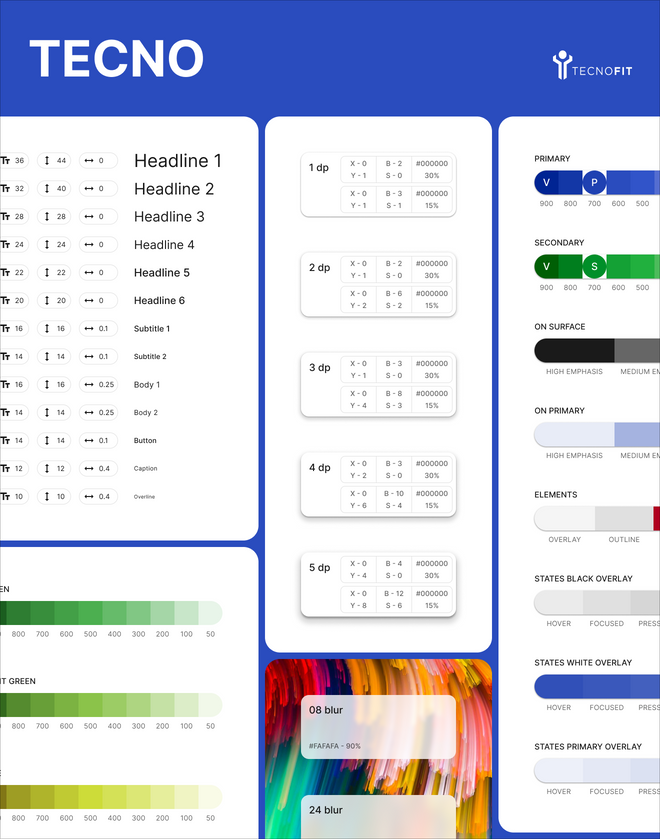 TECNO
TECNOFIT
Tт 36 44 0 Headline 1
Tт 32 40 0 Headline 2
Tт 28 28 0 Headline 3
Tт 24 24 0 Headline 4
Tт 22 22 0 Headline 5
Tт 20 20 0 Headline 6
Tт 16 16 0.1 Subtitle 1
Tт 14 14 0.1 Subtitle 2
Tт 16 16 0.25 Body 1
Tт 14 14 0.25 Body 2
Tт 14 14 0.1 Button
Tт 12 12 0.4 Caption
Tт 10 10 0.4 Overline
EN
800 700 600 500 400 300 200 100 50
T GREEN
800 700 600 500 400 300 200 100 50
800 700 600 500 400 300 200 100 50
1 dp
X - 0 B - 2 #000000
Y - 1 S - 0 30%
X - 0 B - 3 #000000
Y - 1 S - 1 15%
2 dp
X - 0 B - 2 #000000
Y - 1 S - 0 30%
X - 0 B - 6 #000000
Y - 2 S - 2 15%
3 dp
X - 0 B - 3 #000000
Y - 1 S - 0 30%
X - 0 B - 8 #000000
Y - 4 S - 3 15%
4 dp
X - 0 B - 3 #000000
Y - 2 S - 0 30%
X - 0 B - 10 #000000
Y - 6 S - 4 15%
5 dp
X - 0 B - 4 #000000
Y - 4 S - 0 30%
X - 0 B - 12 #000000
Y - 8 S - 6 15%
08 blur
#FAFAFA - 90%
24 blur
PRIMARY
V P
900 800 700 600 500
SECONDARY
V S
900 800 700 600 500
ON SURFACE
HIGH EMPHASIS MEDIUM EM
ON PRIMARY
HIGH EMPHASIS MEDIUM EM
ELEMENTS
OVERLAY OUTLINE
STATES BLACK OVERLAY
HOVER FOCUSED PRESS
STATES WHITE OVERLAY
HOVER FOCUSED PRESS
STATES PRIMARY OVERLAY
HOVER FOCUSED PRESS